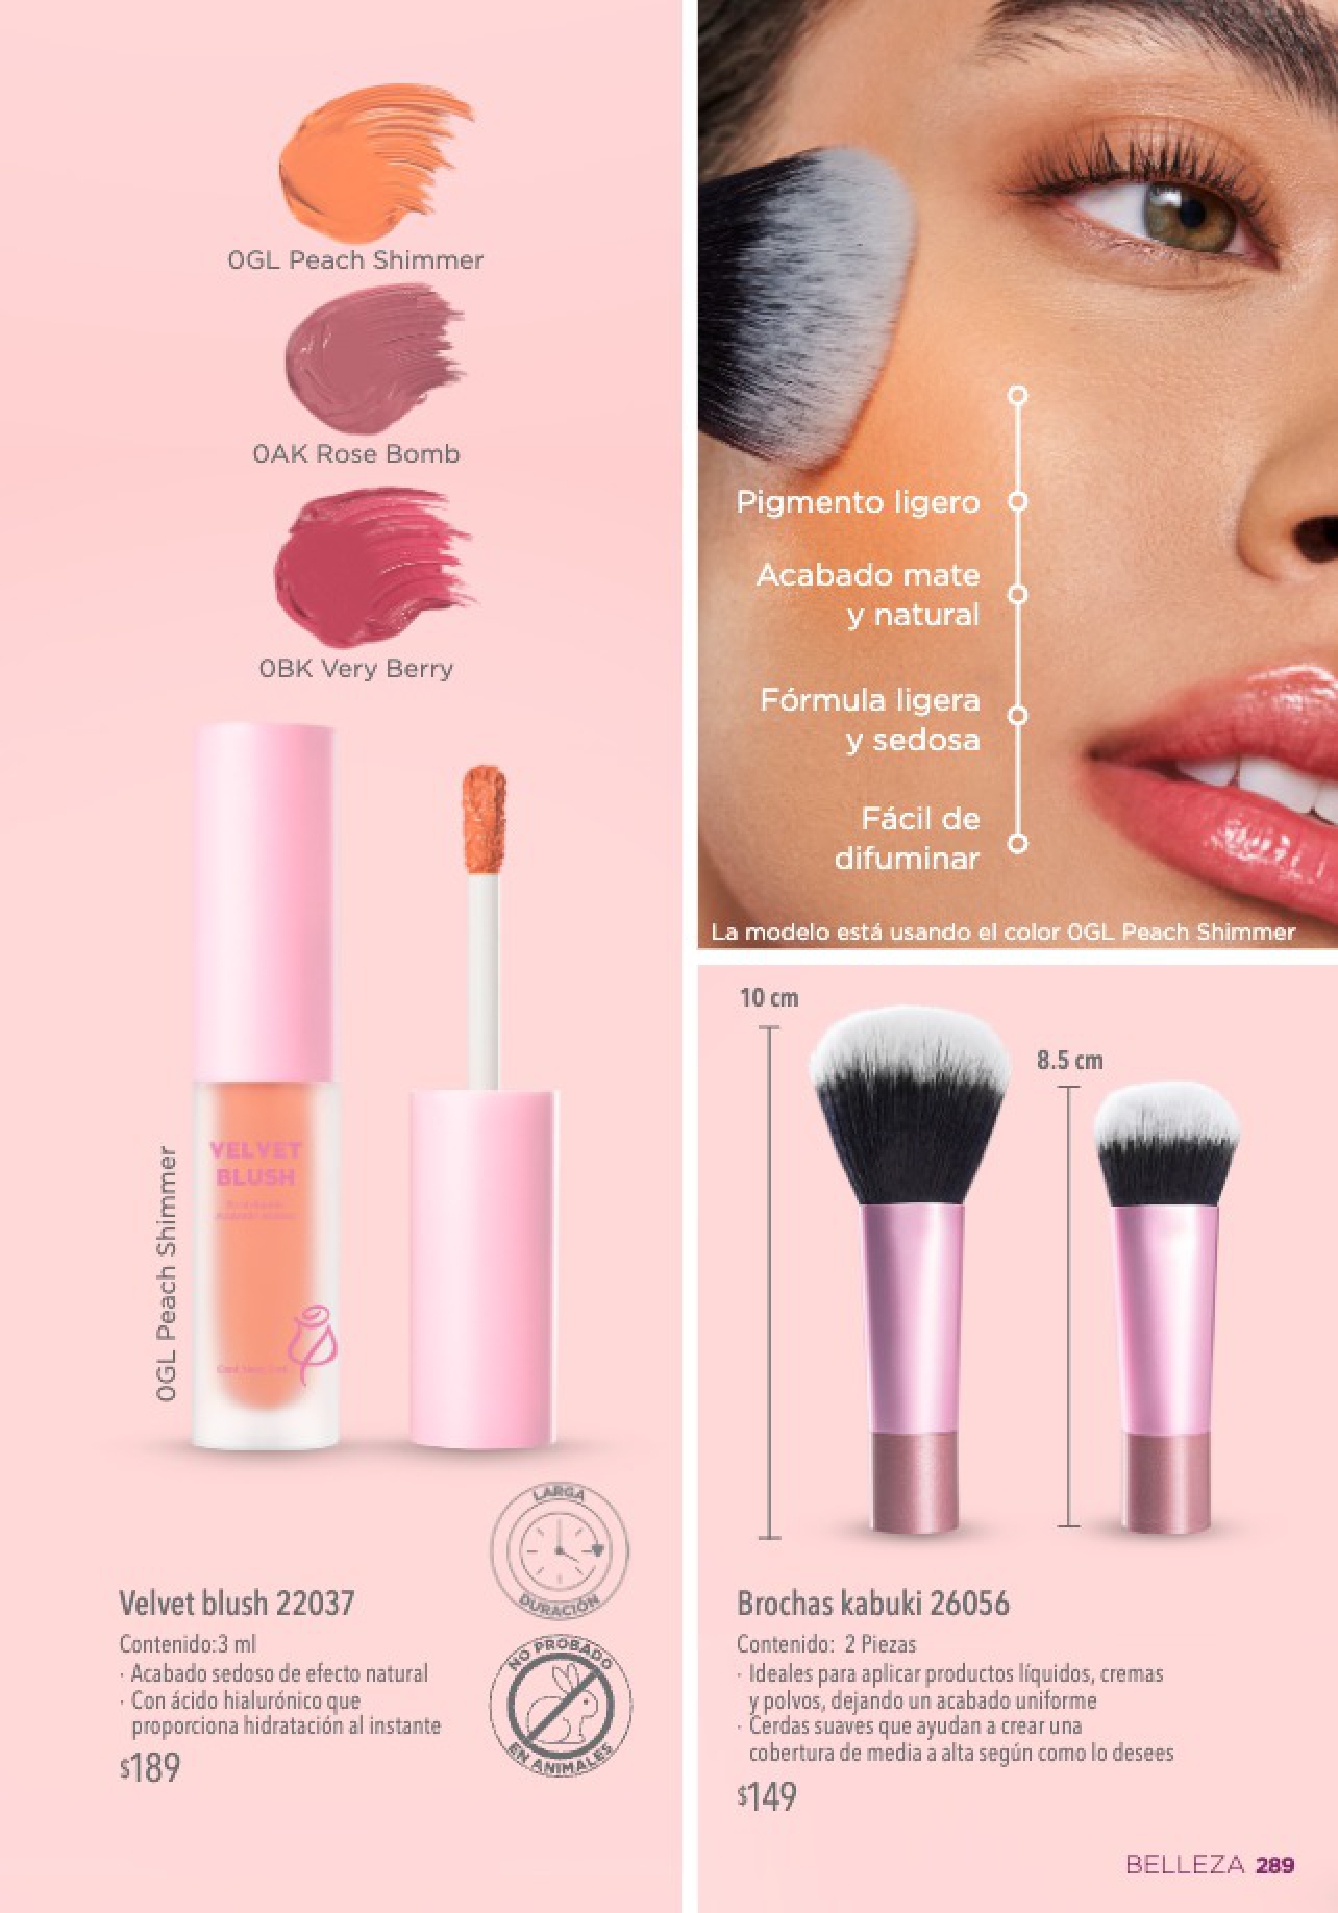 OGL Peach Shimmer
OAK Rose Bomb
OBK Very Berry
OGL Peach Shimmer
VELVET
BLUSH
LARGA
DURACIÓN
Velvet blush 22037
Contenido:3 ml
· Acabado sedoso de efecto natural
· Con ácido hialurónico que
proporciona hidratación al instante
$189
NO PROBADO
EN ANIMALES
Pigmento ligero
Acabado mate
y natural
Fórmula ligera
y sedosa
Fácil de
difuminar
La modelo está usando el color OGL Peach Shimmer
10 cm
8.5 cm
Brochas kabuki 26056
Contenido: 2 Piezas
· Ideales para aplicar productos líquidos, cremas
y polvos, dejando un acabado uniforme
· Cerdas suaves que ayudan a crear una
cobertura de media a alta según como lo desees
$149
BELLEZA 289